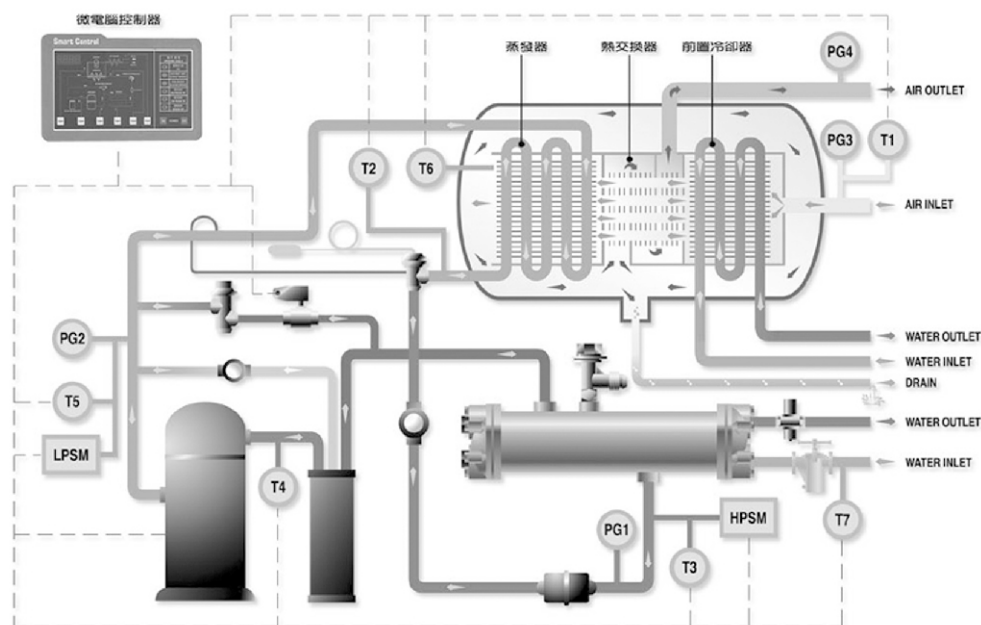 微電腦控制器
Smart Control
蒸發器
熱交換器
前置冷卻器
PG4
AIR OUTLET
T2
T6
PG3
T1
AIR INLET
PG2
WATER OUTLET
WATER INLET
DRAIN
T5
WATER OUTLET
LPSM
WATER INLET
T4
PG1
HPSM
T7
T3